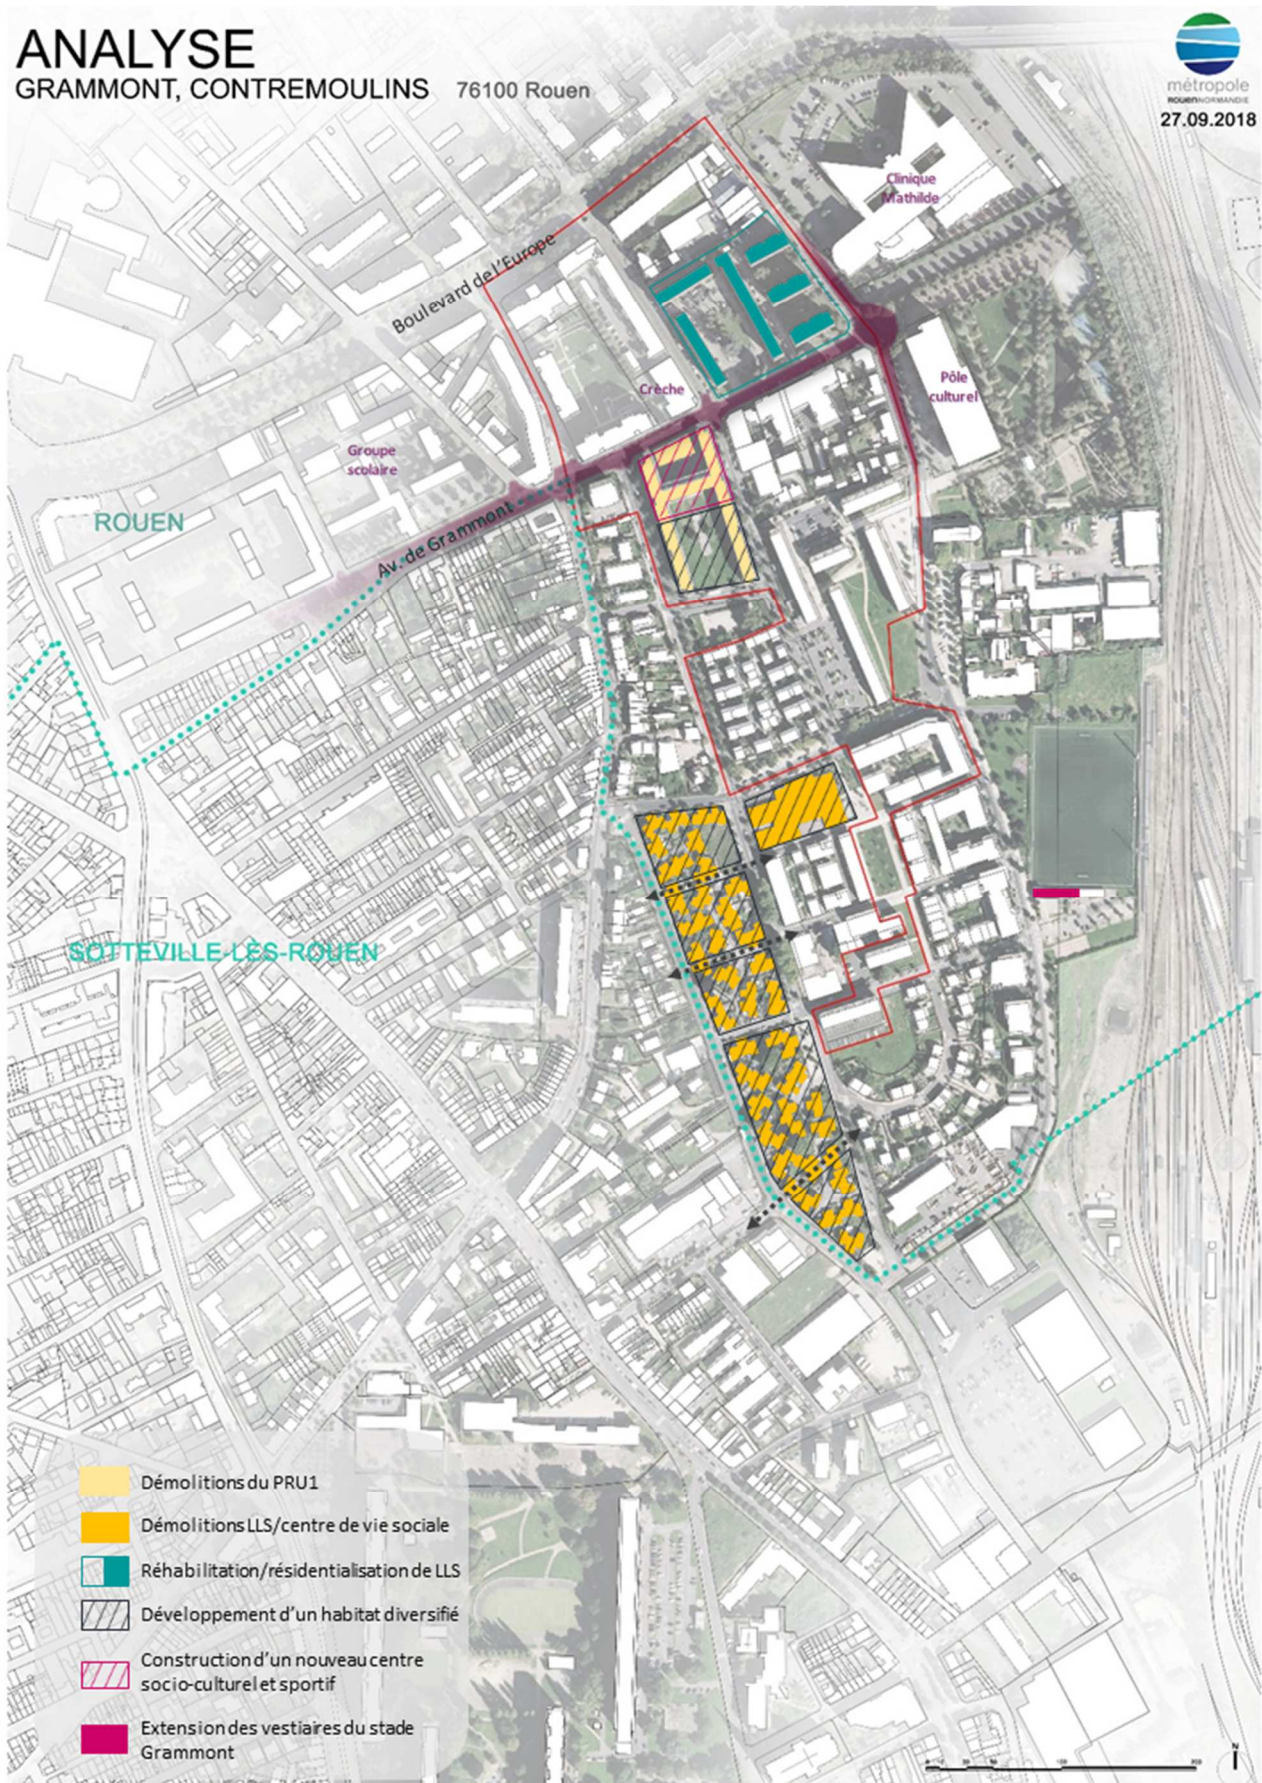 ANALYSE
GRAMMONT, CONTREMOULINS 76100 Rouen
métropole
ROUENNORMANDIE
27.09.2018
Clinique
Mathilde
Boulevard de l'Europe
Crèche
Pôle
culturel
Groupe
scolaire
ROUEN
Av. de Grammont
SOTTEVILLE-LES-ROUEN
Démolitions du PRU1
Démolitions LLS/centre de vie sociale
Réhabilitation/résidentialisation de LLS
Développement d'un habitat diversifié
Construction d'un nouveau centre
socio-culturel et sportif
Extension des vestiaires du stade
Grammont
N